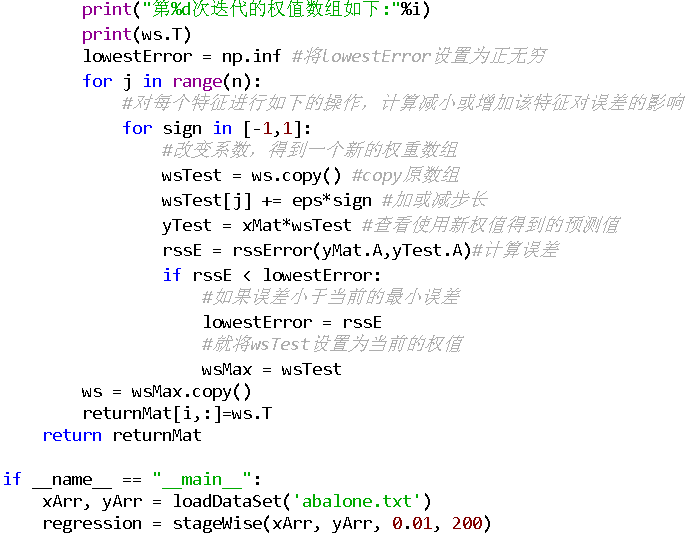 print("第%d次迭代的权值数组如下:"%i)
print(ws.T)
lowestError = np.inf #将lowestError设置为正无穷
for j in range(n):
#对每个特征进行如下的操作，计算减小或增加该特征对误差的影响
for sign in [-1,1]:
#改变系数，得到一个新的权重数组
wsTest = ws.copy() #copy原数组
wsTest[j] += eps*sign #加或减步长
yTest = xMat*wsTest #查看使用新权值得到的预测值
rssE = rssError(yMat.A,yTest.A)#计算误差
if rssE < lowestError:
#如果误差小于当前的最小误差
lowestError = rssE
#就将wsTest设置为当前的权值
wsMax = wsTest
ws = wsMax.copy()
returnMat[i,:]=ws.T
return returnMat
if __name__ == "__main__":
xArr, yArr = loadDataSet('abalone.txt')
regression = stageWise(xArr, yArr, 0.01, 200)